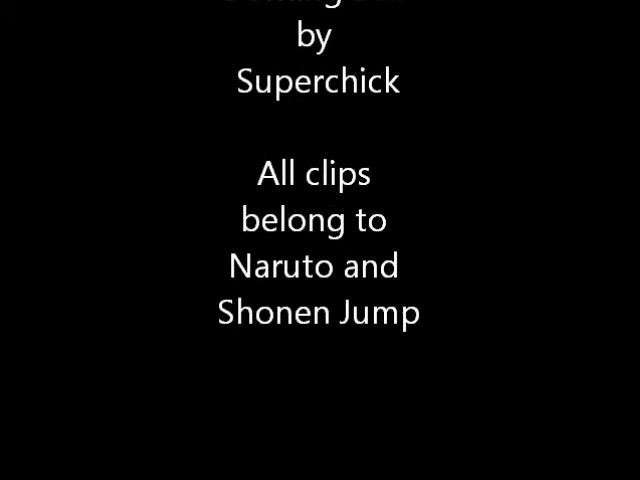 by
Superchick
All clips
belong to
Naruto and
Shonen Jump